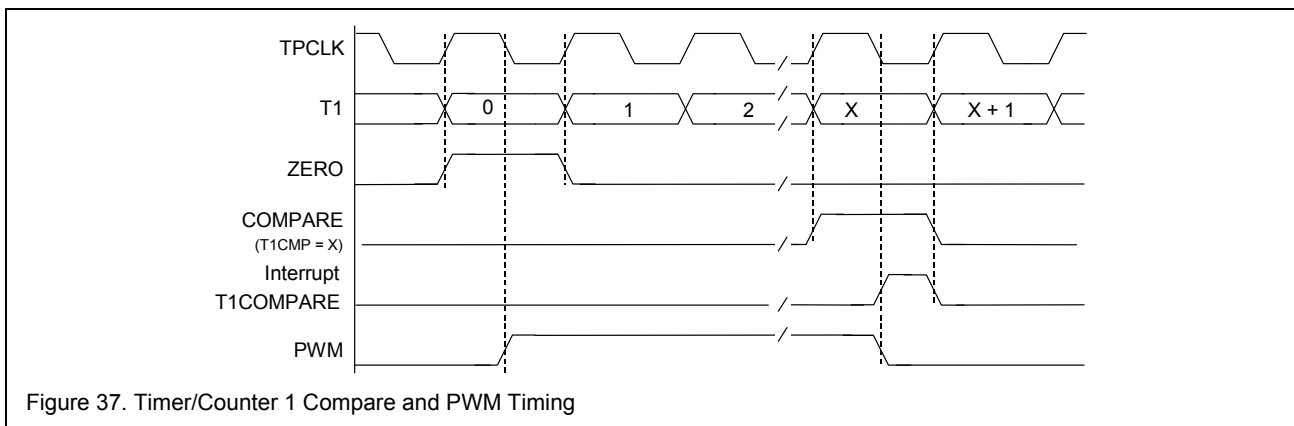 TPCLK
T1
0
1
2
X
X + 1
ZERO
COMPARE
(T1CMP = X)
Interrupt
T1COMPARE
PWM
Figure 37. Timer/Counter 1 Compare and PWM Timing